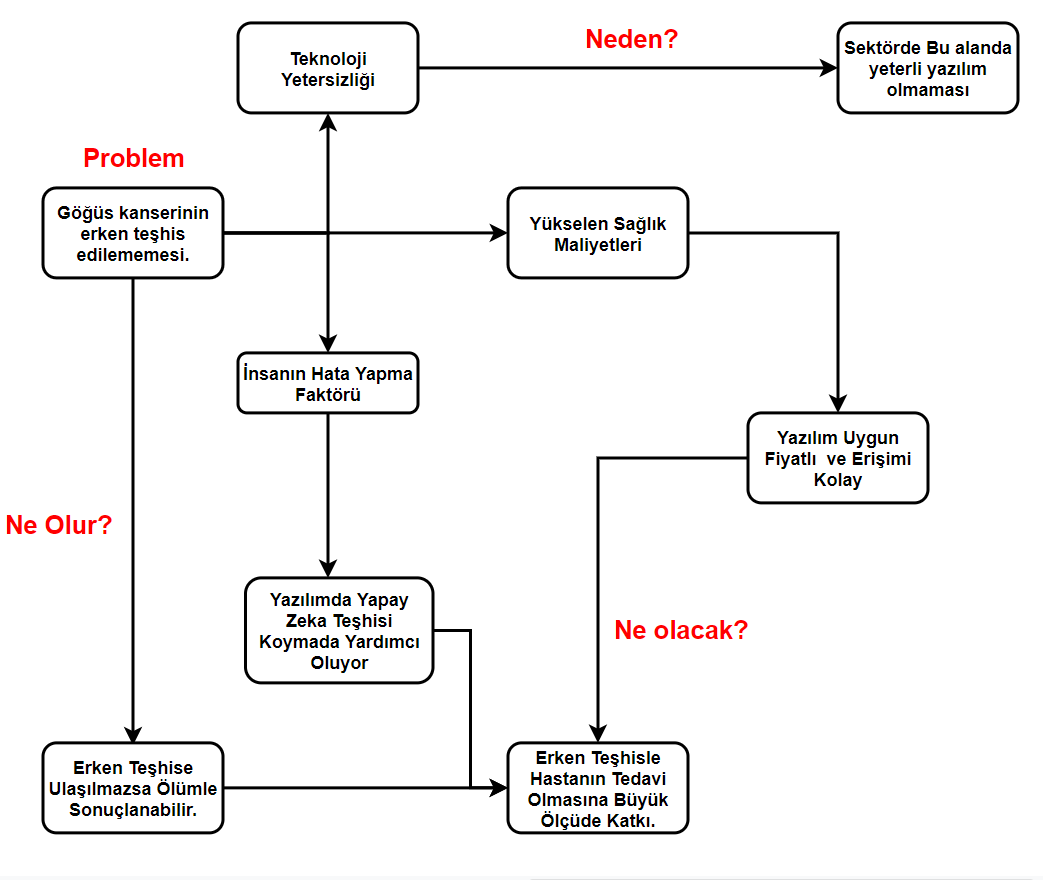 Neden?
Teknoloji
Yetersizliği
Sektörde Bu alanda
yeterli yazılım
olmaması
Problem
Göğüs kanserinin
erken teşhis
edilememesi.
Yükselen Sağlık
Maliyetleri
İnsanın Hata Yapma
Faktörü
Yazılım Uygun
Fiyatlı ve Erişimi
Kolay
Ne Olur?
Yazılımda Yapay
Zeka Teşhisi
Koymada Yardımcı
Oluyor
Ne olacak?
Erken Teşhise
Ulaşılmazsa Ölümle
Sonuçlanabilir.
Erken Teşhisle
Hastanın Tedavi
Olmasına Büyük
Ölçüde Katkı.